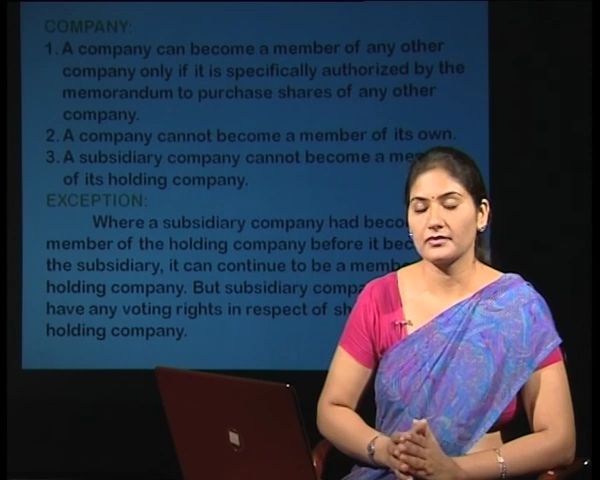 COMPANY:
1. A company can become a member of any other
company only if it is specifically authorized by the
memorandum to purchase shares of any other
company.
2. A company cannot become a member of its own.
3. A subsidiary company cannot become a
of its holding company.
EXCEPTION:
Where a subsidiary company had
member of the holding company before it
the subsidiary, it can continue to be a
holding company. But subsidiary
have any voting rights in respect of
holding company.